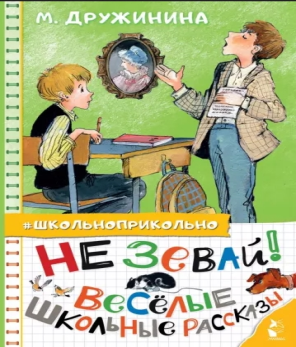 М. ДРУЖИНИНА
#ШКОЛЬНОПРИКОЛЬНО
НЕ ЗЕВАЙ!
ВЕСЁЛЫЕ
ШКОЛЬНЫЕ РАССКАЗЫ